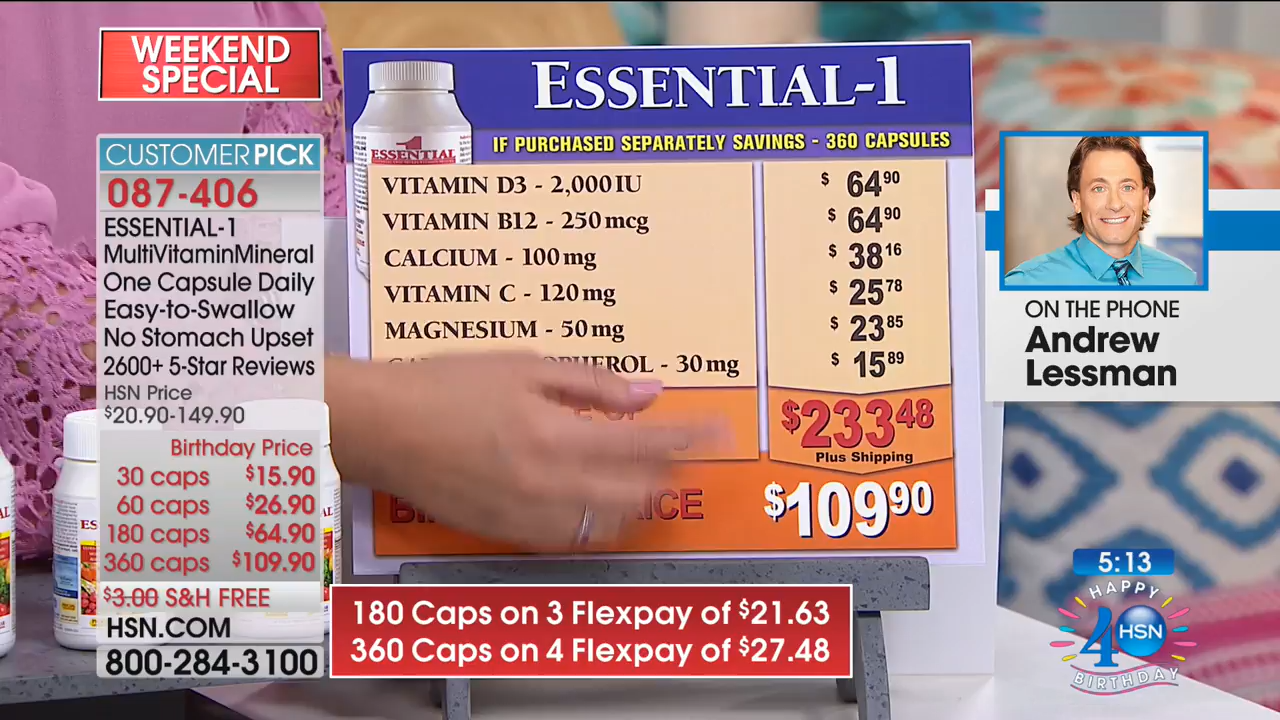 WEEKEND
SPECIAL
CUSTOMER PICK
087-406
ESSENTIAL-1
MultiVitaminMineral
One Capsule Daily
Easy-to-Swallow
No Stomach Upset
2600+ 5-Star Reviews
HSN Price
$20.90-149.90
Birthday Price
30 caps $15.90
60 caps $26.90
180 caps $64.90
360 caps $109.90
$3.00 S&H FREE
HSN.COM
800-284-3100
ESSENTIAL-1
IF PURCHASED SEPARATELY SAVINGS - 360 CAPSULES
1
ESSENTIAL
VITAMIN D3 - 2,000 IU $64.90
VITAMIN B12 - 250 mcg $64.90
CALCIUM - 100 mg $38.16
VITAMIN C - 120 mg $25.78
MAGNESIUM - 50 mg $23.85
- 30 mg $15.89
$233.48
Plus Shipping
$109.90
180 Caps on 3 Flexpay of $21.63
360 Caps on 4 Flexpay of $27.48
ON THE PHONE
Andrew
Lessman
5:13
HAPPY
40 HSN
BIRTHDAY